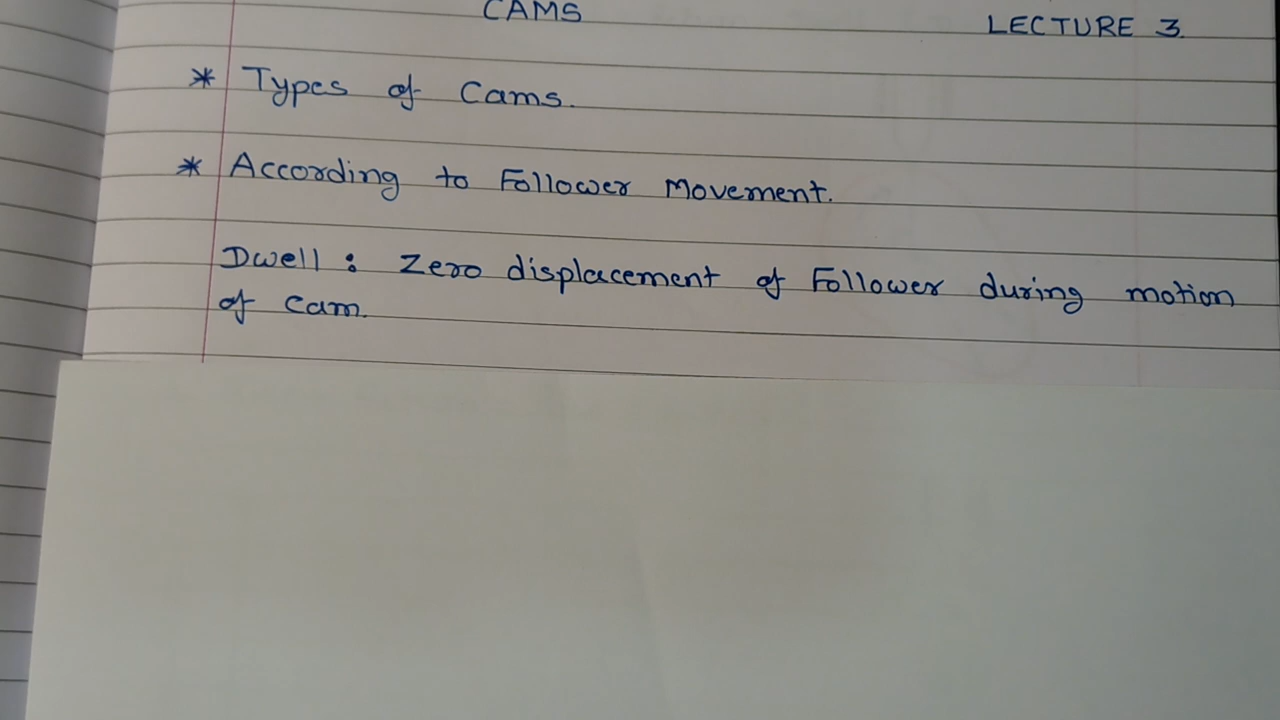 CAMS
LECTURE 3.
* Types of Cams.
* According to Follower Movement.
Dwell : Zero displacement of Follower during motion
of cam.